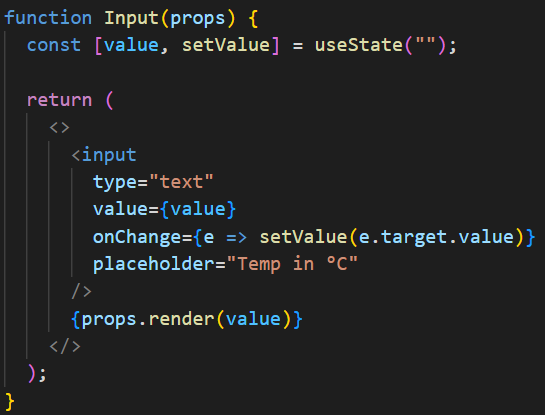 function Input(props) {
  const [value, setValue] = useState("");

  return (
    <>
      <input
        type="text"
        value={value}
        onChange={e => setValue(e.target.value)}
        placeholder="Temp in °C"
      />
      {props.render(value)}
    </>
  );
}